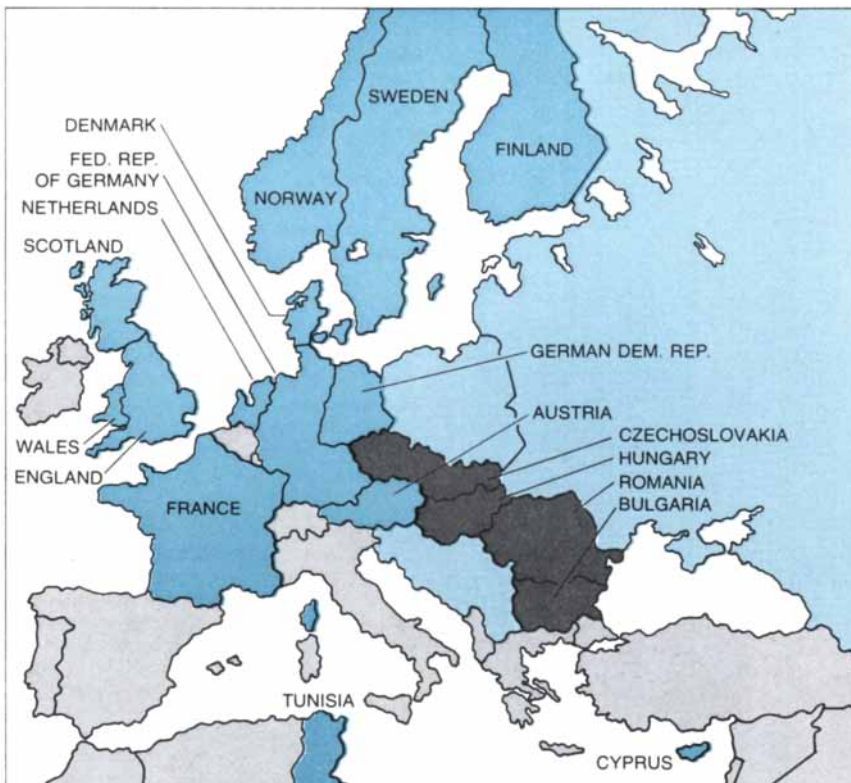 SWEDEN
DENMARK
FINLAND
FED. REP.
OF GERMANY
NORWAY
NETHERLANDS
SCOTLAND
GERMAN DEM. REP.
AUSTRIA
CZECHOSLOVAKIA
WALES
HUNGARY
ENGLAND
ROMANIA
FRANCE
BULGARIA
TUNISIA
CYPRUS